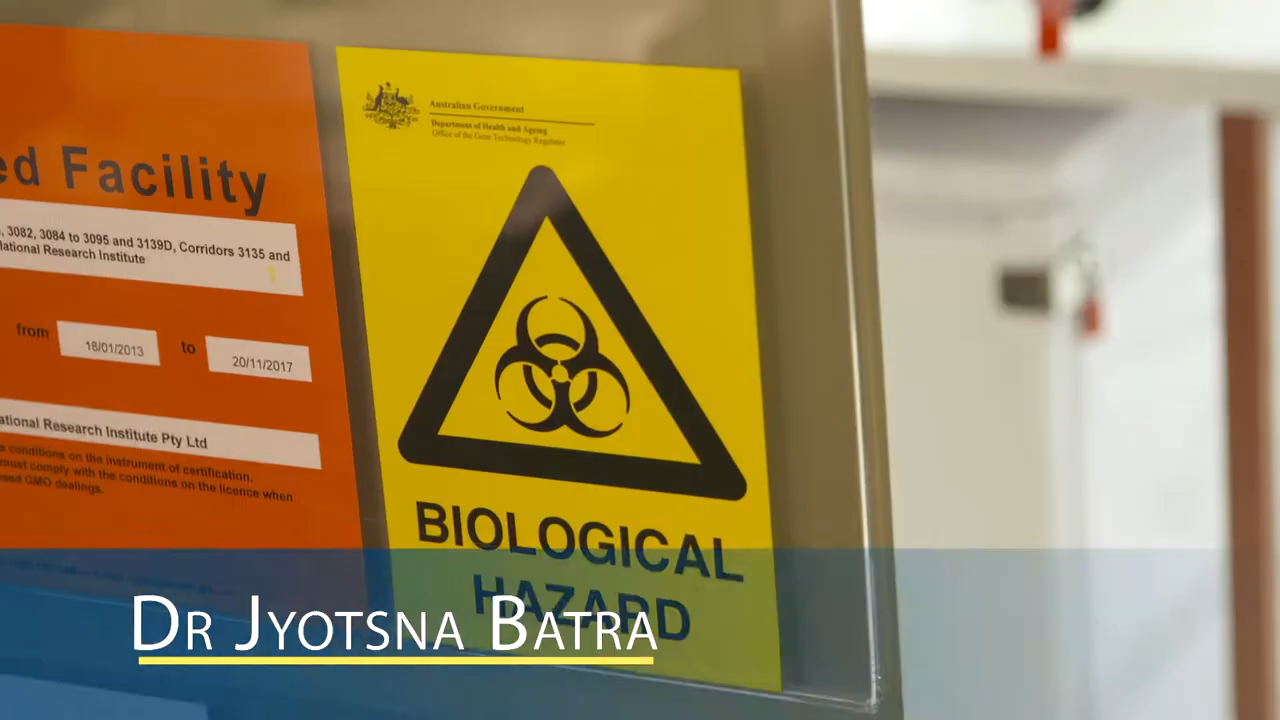 ed Facility
, 3082, 3084 to 3095 and 3139D, Corridors 3135 and
National Research Institute
from 18/01/2013 to 20/11/2017
ational Research Institute Pty Ltd
conditions on the instrument of certification.
must comply with the conditions on the licence when
GMO dealings.
Australian Government
Department of Health and Ageing
Office of the Gene Technology Regulator
BIOLOGICAL
HAZARD
DR JYOTSNA BATRA